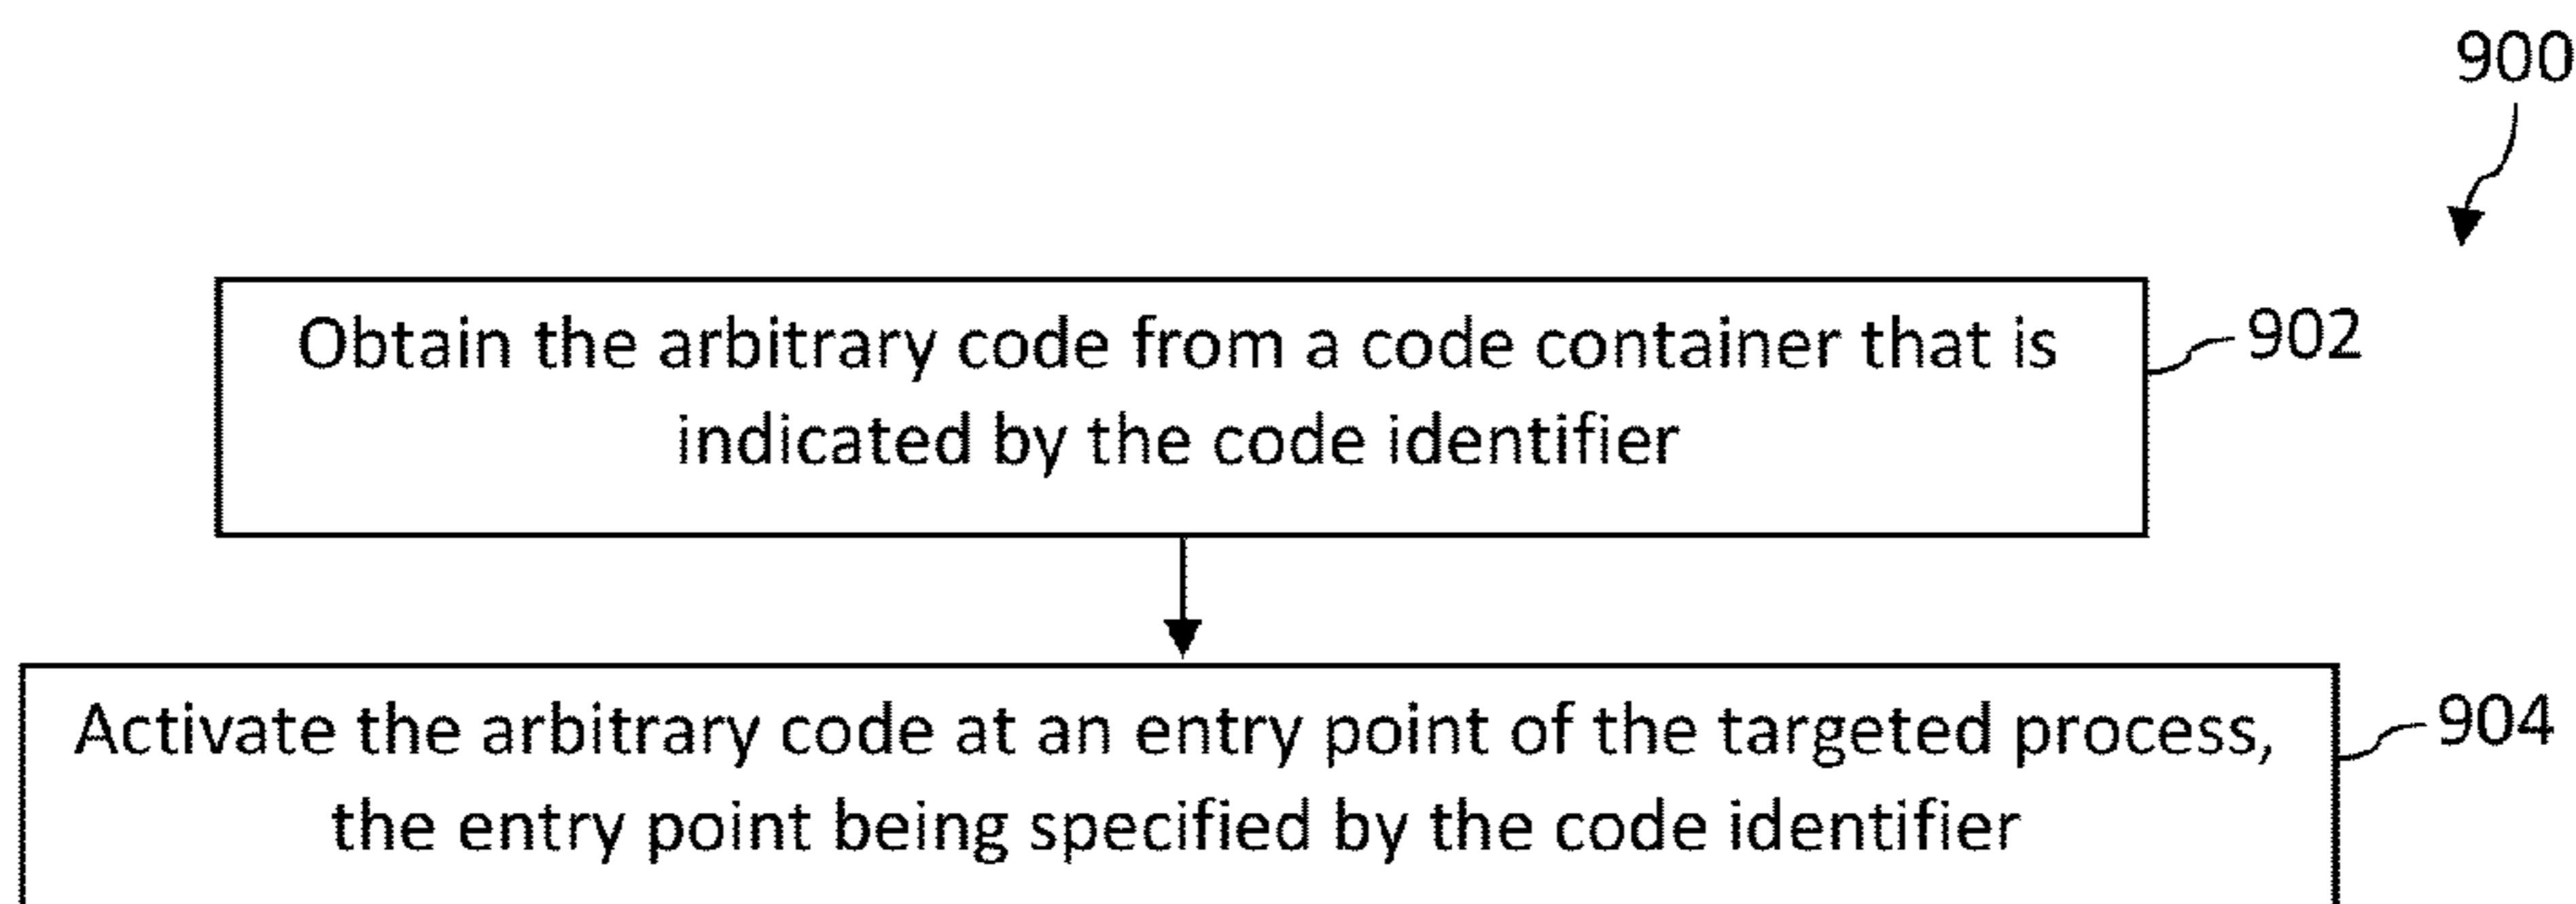 900
Obtain the arbitrary code from a code container that is
902
indicated by the code identifier
Activate the arbitrary code at an entry point of the targeted process,
904
the entry point being specified by the code identifier